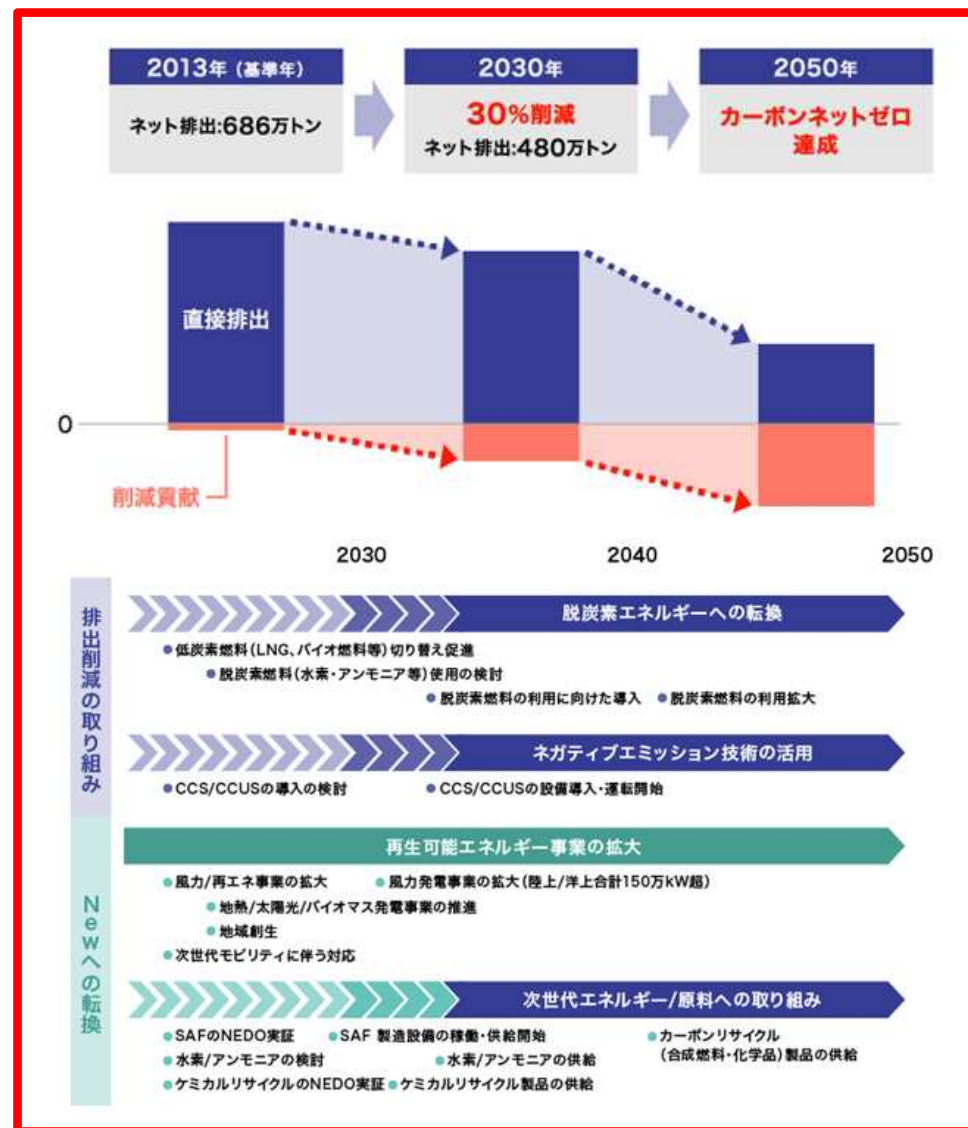 2013年（基準年）
ネット排出:686万トン
2030年
30%削減
ネット排出:480万トン
2050年
カーボンネットゼロ
達成
直接排出
0
削減貢献
2030
2040
2050
排出削減の取り組み
脱炭素エネルギーへの転換
●低炭素燃料(LNG、バイオ燃料等)切り替え促進
●脱炭素燃料(水素・アンモニア等)使用の検討
●脱炭素燃料の利用に向けた導入
●脱炭素燃料の利用拡大
ネガティブエミッション技術の活用
●CCS/CCUSの導入の検討
●CCS/CCUSの設備導入・運転開始
Newへの転換
再生可能エネルギー事業の拡大
●風力/再エネ事業の拡大
●風力発電事業の拡大(陸上/洋上合計150万kW超)
●地熱/太陽光/バイオマス発電事業の推進
●地域創生
●次世代モビリティに伴う対応
次世代エネルギー/原料への取り組み
●SAFのNEDO実証
●SAF 製造設備の稼働・供給開始
●カーボンリサイクル
(合成燃料・化学品)製品の供給
●水素/アンモニアの検討
●水素/アンモニアの供給
●ケミカルリサイクルのNEDO実証
●ケミカルリサイクル製品の供給